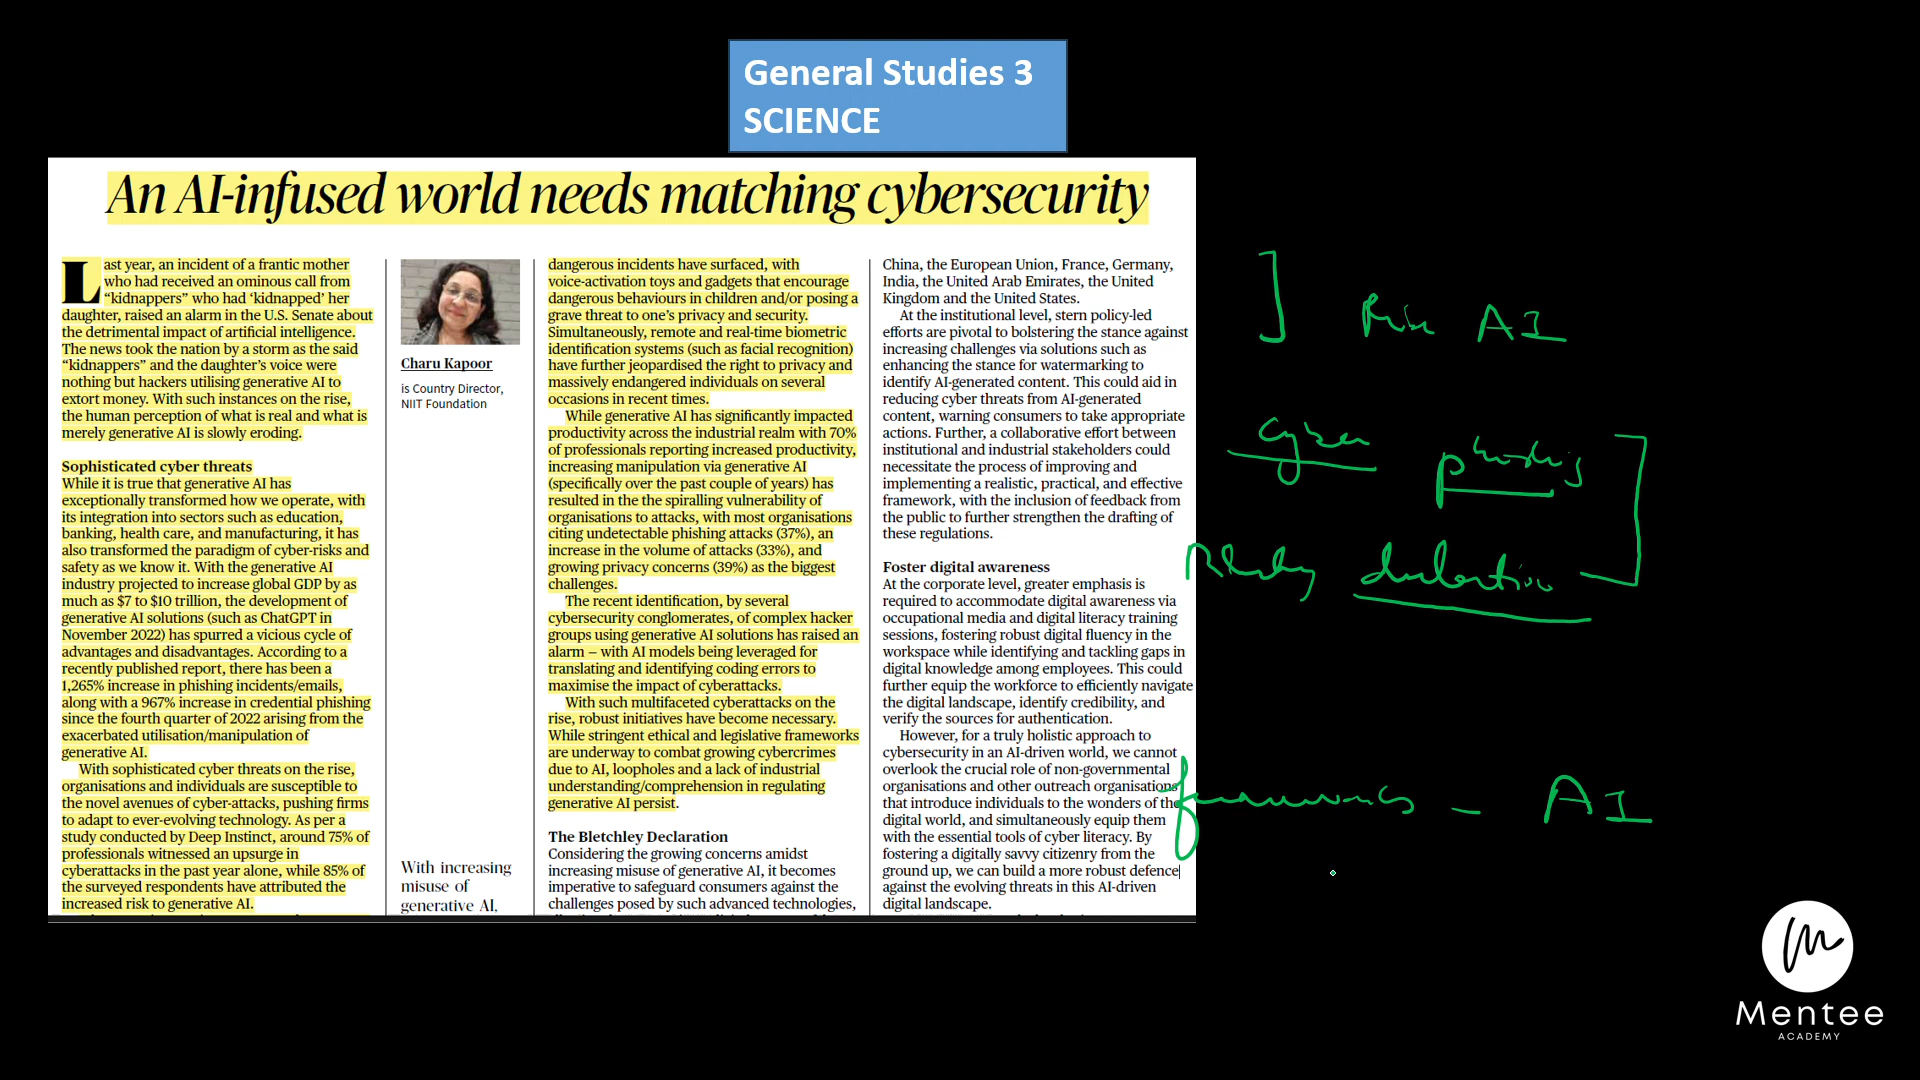 General Studies 3
SCIENCE
An AI-infused world needs matching cybersecurity
Last year, an incident of a frantic mother
who had received an ominous call from
“kidnappers” who had ‘kidnapped’ her
daughter, raised an alarm in the U.S. Senate about
the detrimental impact of artificial intelligence.
The news took the nation by a storm as the said
“kidnappers” and the daughter’s voice were
nothing but hackers utilising generative AI to
extort money. With such instances on the rise,
the human perception of what is real and what is
merely generative AI is slowly eroding.
Sophisticated cyber threats
While it is true that generative AI has
exceptionally transformed how we operate, with
its integration into sectors such as education,
banking, health care, and manufacturing, it has
also transformed the paradigm of cyber-risks and
safety as we know it. With the generative AI
industry projected to increase global GDP by as
much as $7 to $10 trillion, the development of
generative AI solutions (such as ChatGPT in
November 2022) has spurred a vicious cycle of
advantages and disadvantages. According to a
recently published report, there has been a
1,265% increase in phishing incidents/emails,
along with a 967% increase in credential phishing
since the fourth quarter of 2022 arising from the
exacerbated utilisation/manipulation of
generative AI.
With sophisticated cyber threats on the rise,
organisations and individuals are susceptible to
the novel avenues of cyber-attacks, pushing firms
to adapt to ever-evolving technology. As per a
study conducted by Deep Instinct, around 75% of
professionals witnessed an upsurge in
cyberattacks in the past year alone, while 85% of
the surveyed respondents have attributed the
increased risk to generative AI.
Charu Kapoor
is Country Director,
NIIT Foundation
With increasing
misuse of
generative AI,
dangerous incidents have surfaced, with
voice-activation toys and gadgets that encourage
dangerous behaviours in children and/or posing a
grave threat to one’s privacy and security.
Simultaneously, remote and real-time biometric
identification systems (such as facial recognition)
have further jeopardised the right to privacy and
massively endangered individuals on several
occasions in recent times.
While generative AI has significantly impacted
productivity across the industrial realm with 70%
of professionals reporting increased productivity,
increasing manipulation via generative AI
(specifically over the past couple of years) has
resulted in the the spiralling vulnerability of
organisations to attacks, with most organisations
citing undetectable phishing attacks (37%), an
increase in the volume of attacks (33%), and
growing privacy concerns (39%) as the biggest
challenges.
The recent identification, by several
cybersecurity conglomerates, of complex hacker
groups using generative AI solutions has raised an
alarm – with AI models being leveraged for
translating and identifying coding errors to
maximise the impact of cyberattacks.
With such multifaceted cyberattacks on the
rise, robust initiatives have become necessary.
While stringent ethical and legislative frameworks
are underway to combat growing cybercrimes
due to AI, loopholes and a lack of industrial
understanding/comprehension in regulating
generative AI persist.
The Bletchley Declaration
Considering the growing concerns amidst
increasing misuse of generative AI, it becomes
imperative to safeguard consumers against the
challenges posed by such advanced technologies,
China, the European Union, France, Germany,
India, the United Arab Emirates, the United
Kingdom and the United States.
At the institutional level, stern policy-led
efforts are pivotal to bolstering the stance against
increasing challenges via solutions such as
enhancing the stance for watermarking to
identify AI-generated content. This could aid in
reducing cyber threats from AI-generated
content, warning consumers to take appropriate
actions. Further, a collaborative effort between
institutional and industrial stakeholders could
necessitate the process of improving and
implementing a realistic, practical, and effective
framework, with the inclusion of feedback from
the public to further strengthen the drafting of
these regulations.
Foster digital awareness
At the corporate level, greater emphasis is
required to accommodate digital awareness via
occupational media and digital literacy training
sessions, fostering robust digital fluency in the
workspace while identifying and tackling gaps in
digital knowledge among employees. This could
further equip the workforce to efficiently navigate
the digital landscape, identify credibility, and
verify the sources for authentication.
However, for a truly holistic approach to
cybersecurity in an AI-driven world, we cannot
overlook the crucial role of non-governmental
organisations and other outreach organisations
that introduce individuals to the wonders of the
digital world, and simultaneously equip them
with the essential tools of cyber literacy. By
fostering a digitally savvy citizenry from the
ground up, we can build a more robust defence
against the evolving threats in this AI-driven
digital landscape.
AI
cyber phishing
frameworks - AI
Mentee
ACADEMY